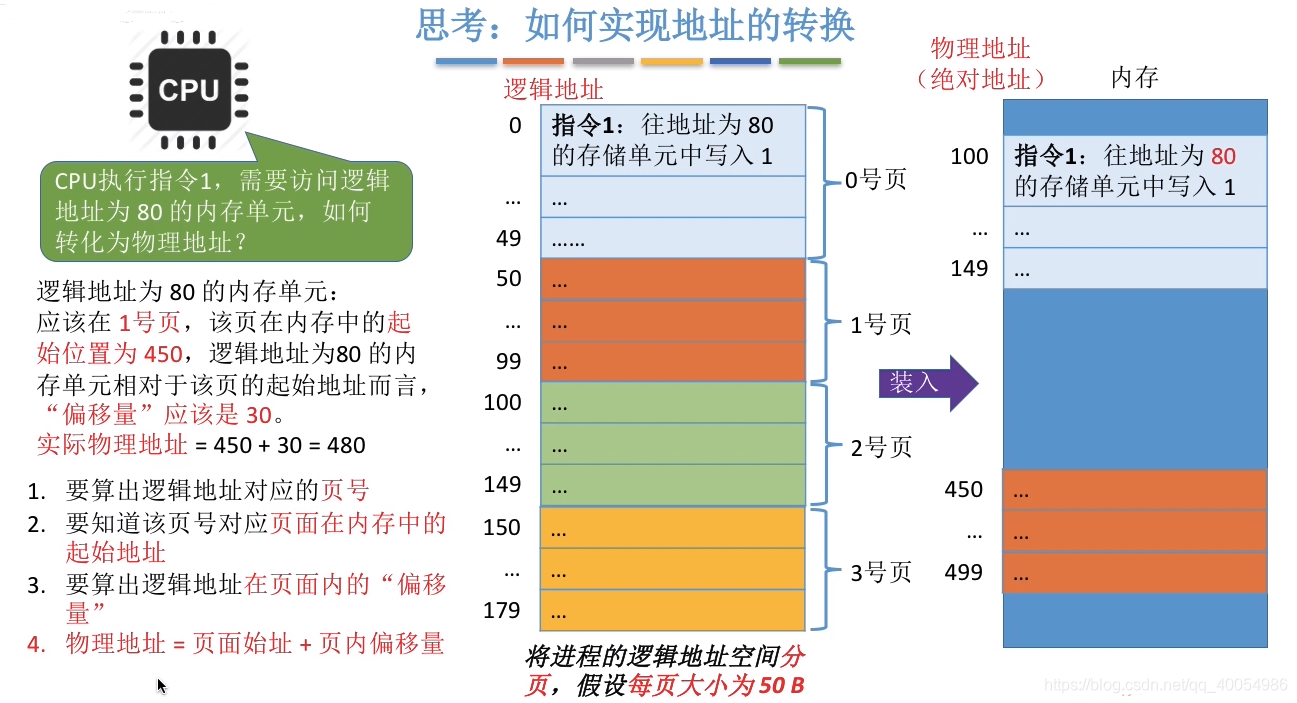 思考：如何实现地址的转换
CPU
CPU执行指令1，需要访问逻辑
地址为 80 的内存单元，如何
转化为物理地址？
逻辑地址为 80 的内存单元：
应该在 1号页，该页在内存中的起
始位置为 450，逻辑地址为80 的内
存单元相对于该页的起始地址而言，
“偏移量”应该是 30。
实际物理地址 = 450 + 30 = 480
1. 要算出逻辑地址对应的页号
2. 要知道该页号对应页面在内存中的
起始地址
3. 要算出逻辑地址在页面内的“偏移
量”
4. 物理地址 = 页面始址 + 页内偏移量
逻辑地址
0
指令1：往地址为 80
的存储单元中写入 1
... ...
49 ......
0号页
50 ...
... ...
99 ...
1号页
100 ...
... ...
149 ...
2号页
150 ...
... ...
179 ...
3号页
将进程的逻辑地址空间分
页，假设每页大小为 50 B
装入
物理地址
（绝对地址）
内存
100
指令1：往地址为 80
的存储单元中写入 1
... ...
149 ...
450 ...
... ...
499 ...
https://blog.csdn.net/qq_40054986